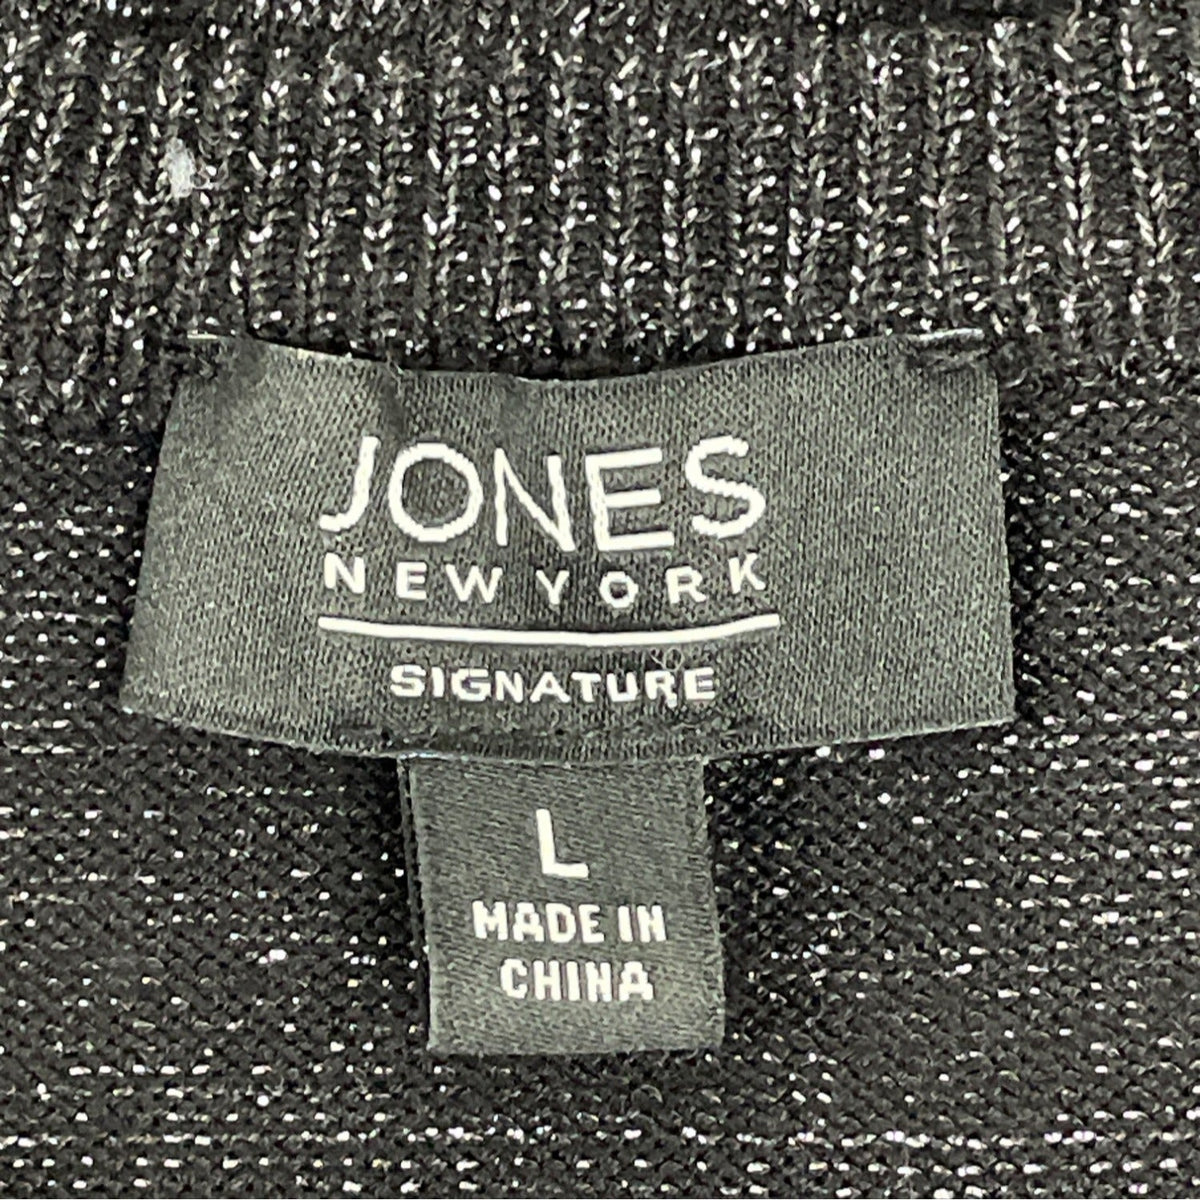 JONES
NEW YORK
SIGNATURE
L
MADE IN
CHINA